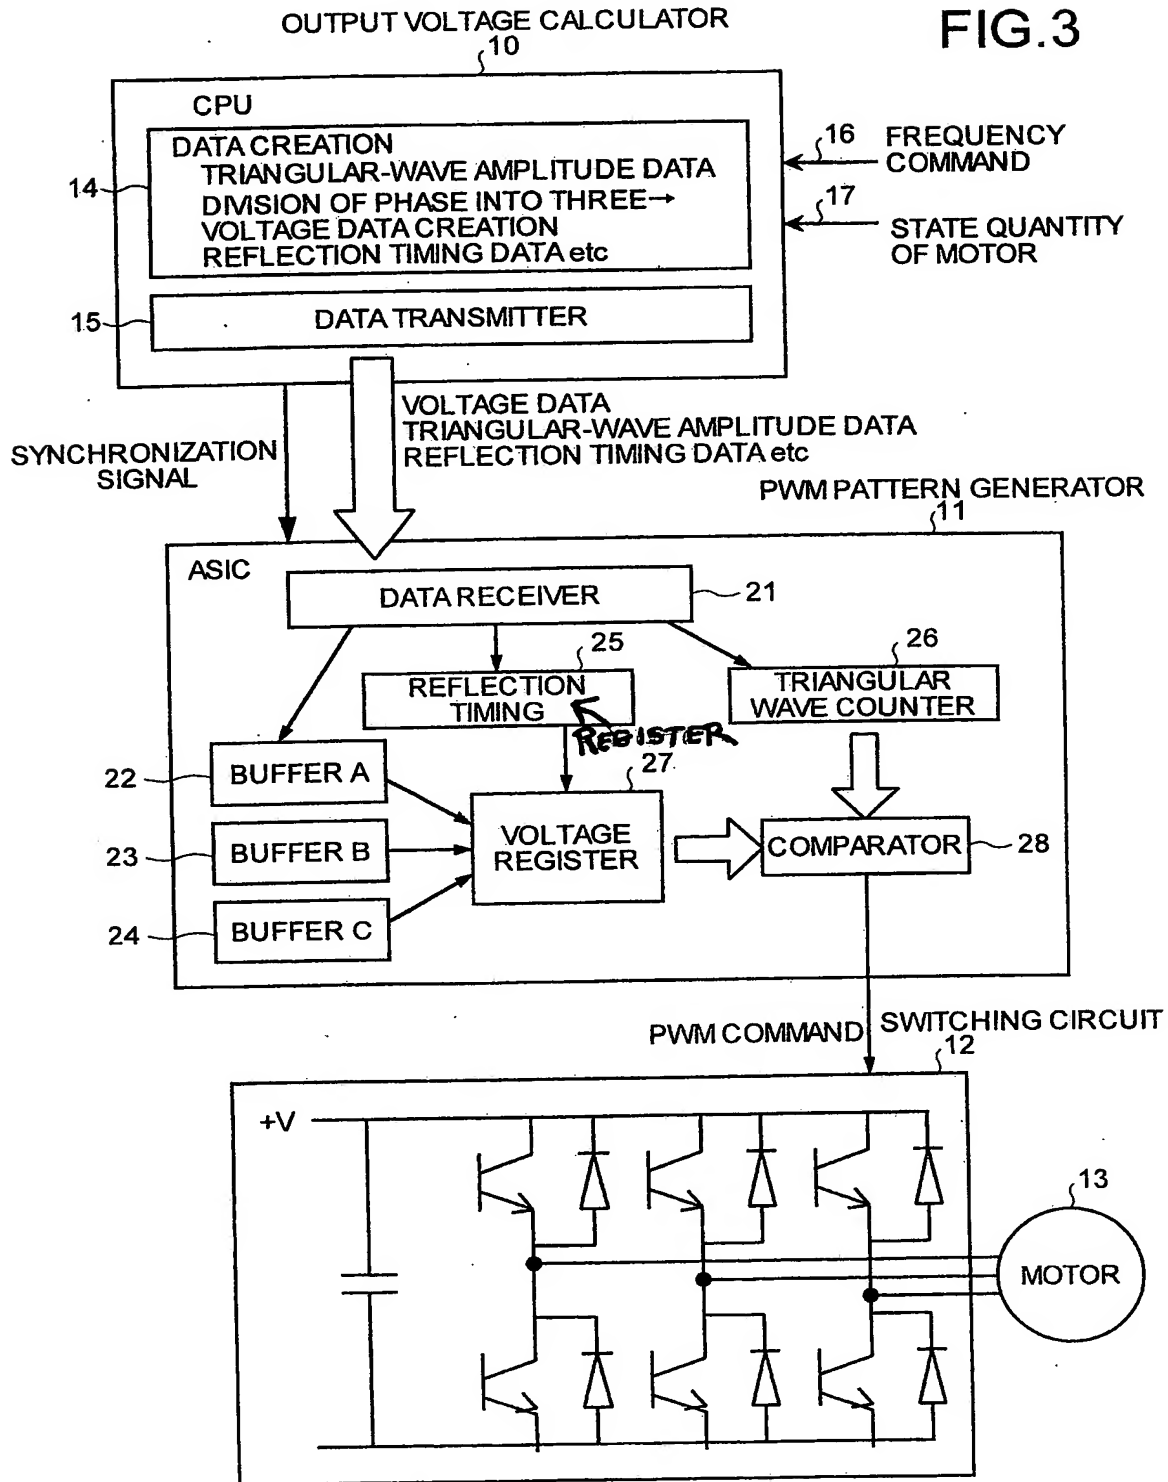 OUTPUT VOLTAGE CALCULATOR
10
FIG.3
CPU
DATA CREATION
TRIANGULAR-WAVE AMPLITUDE DATA
DIVISION OF PHASE INTO THREE→
VOLTAGE DATA CREATION
REFLECTION TIMING DATA etc
14
16
FREQUENCY
COMMAND
17
STATE QUANTITY
OF MOTOR
15
DATA TRANSMITTER
SYNCHRONIZATION
SIGNAL
VOLTAGE DATA
TRIANGULAR-WAVE AMPLITUDE DATA
REFLECTION TIMING DATA etc
PWM PATTERN GENERATOR
11
ASIC
DATA RECEIVER
21
25
REFLECTION
TIMING
REGISTER
26
TRIANGULAR
WAVE COUNTER
22
BUFFER A
27
VOLTAGE
REGISTER
23
BUFFER B
COMPARATOR
28
24
BUFFER C
PWM COMMAND
SWITCHING CIRCUIT
12
+V
13
MOTOR